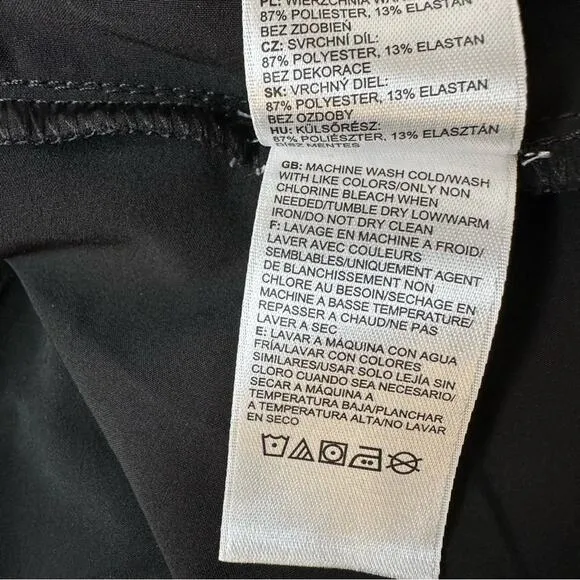 PL: WIERZCHNIA WAR
87% POLIESTER, 13% ELASTAN
BEZ ZDOBIEŃ
CZ: SVRCHNÍ DÍL:
87% POLYESTER, 13% ELASTAN
BEZ DEKORACE
SK: VRCHNÝ DIEL:
87% POLYESTER, 13% ELASTAN
BEZ OZDOBY
HU: KÜLSŐRÉSZ:
87% POLIÉSZTER, 13% ELASZTÁN
DÍSZ MENTES
GB: MACHINE WASH COLD/WASH
WITH LIKE COLORS/ONLY NON
CHLORINE BLEACH WHEN
NEEDED/TUMBLE DRY LOW/WARM
IRON/DO NOT DRY CLEAN
F: LAVAGE EN MACHINE A FROID/
LAVER AVEC COULEURS
SEMBLABLES/UNIQUEMENT AGENT
DE BLANCHISSEMENT NON
CHLORE AU BESOIN/SECHAGE EN
MACHINE A BASSE TEMPERATURE/
REPASSER A CHAUD/NE PAS
LAVER A SEC
E: LAVAR A MÁQUINA CON AGUA
FRÍA/LAVAR CON COLORES
SIMILARES/USAR SOLO LEJÍA SIN
CLORO CUANDO SEA NECESARIO/
SECAR A MÁQUINA A
TEMPERATURA BAJA/PLANCHAR
A TEMPERATURA ALTA/NO LAVAR
EN SECO